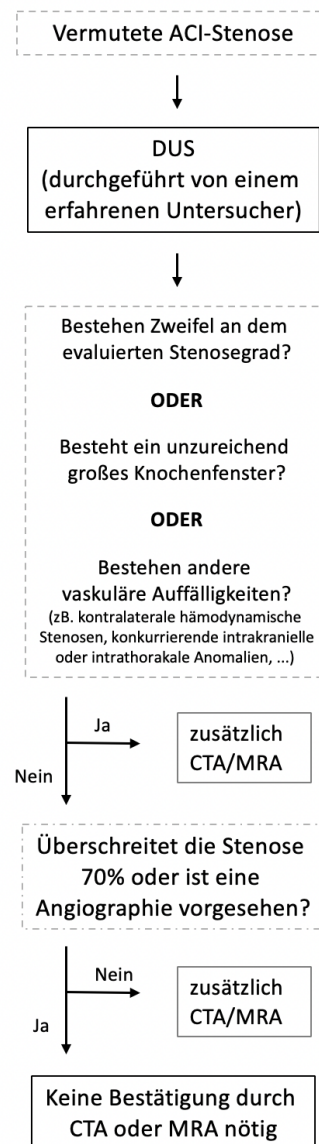 Vermutete ACI-Stenose
DUS
(durchgeführt von einem
erfahrenen Untersucher)
Bestehen Zweifel an dem
evaluierten Stenosegrad?
ODER
Besteht ein unzureichend
großes Knochenfenster?
ODER
Bestehen andere
vaskuläre Auffälligkeiten?
(zB. kontralaterale hämodynamische
Stenosen, konkurrierende intrakranielle
oder intrathorakale Anomalien, ...)
Ja
zusätzlich
CTA/MRA
Nein
Überschreitet die Stenose
70% oder ist eine
Angiographie vorgesehen?
Nein
zusätzlich
CTA/MRA
Ja
Keine Bestätigung durch
CTA oder MRA nötig